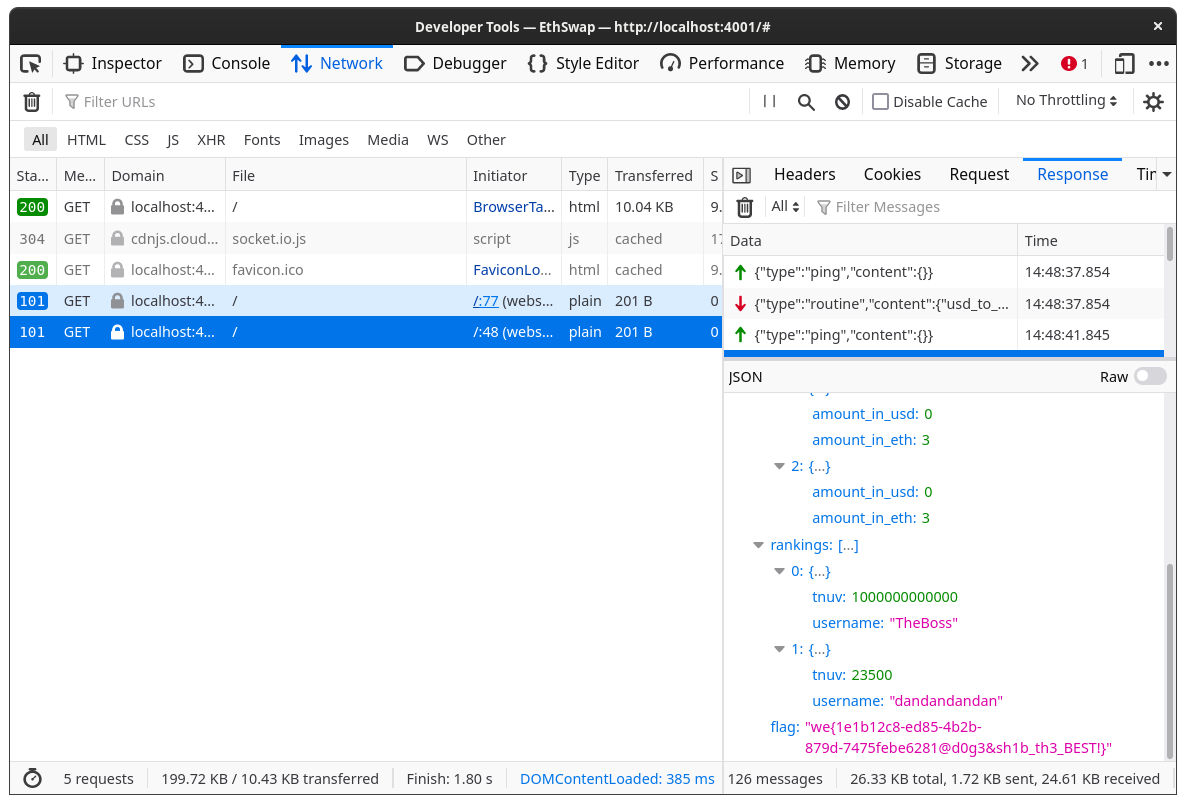 Developer Tools — EthSwap — http://localhost:4001/#
Inspector Console Network Debugger Style Editor Performance Memory Storage 1
Filter URLs Disable Cache No Throttling
All HTML CSS JS XHR Fonts Images Media WS Other
Sta... Me... Domain File Initiator Type Transferred S
200 GET localhost:4... / BrowserTa... html 10.04 KB 9.
304 GET cdnjs.cloud... socket.io.js script js cached 17
200 GET localhost:4... favicon.ico FaviconLo... html cached 9.
101 GET localhost:4... / /:77 (webs... plain 201 B 0
101 GET localhost:4... / /:48 (webs... plain 201 B 0
Headers Cookies Request Response Tin
All Filter Messages
Data Time
{"type":"ping","content":{}} 14:48:37.854
{"type":"routine","content":{"usd_to_... 14:48:37.854
{"type":"ping","content":{}} 14:48:41.845
JSON Raw
amount_in_usd: 0
amount_in_eth: 3
2: {...}
amount_in_usd: 0
amount_in_eth: 3
rankings: [...]
0: {...}
tnuv: 1000000000000
username: "TheBoss"
1: {...}
tnuv: 23500
username: "dandandandan"
flag: "we{1e1b12c8-ed85-4b2b-
879d-7475febe6281@d0g3&sh1b_th3_BEST!}"
5 requests 199.72 KB / 10.43 KB transferred Finish: 1.80 s DOMContentLoaded: 385 ms
126 messages 26.33 KB total, 1.72 KB sent, 24.61 KB received